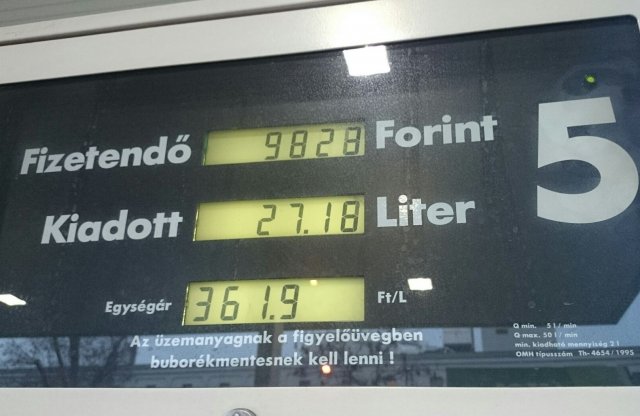 Fizetendő 9828 Forint 5
Kiadott 27.18 Liter
Egységár 361.9 Ft/L
Az üzemanyagnak a figyelőüvegben
buborékmentesnek kell lenni !
Q min. 5 l / min
Q max. 50 l / min
min. kiadható mennyiség 2 l
OMH típusszám Th- 4654 / 1995